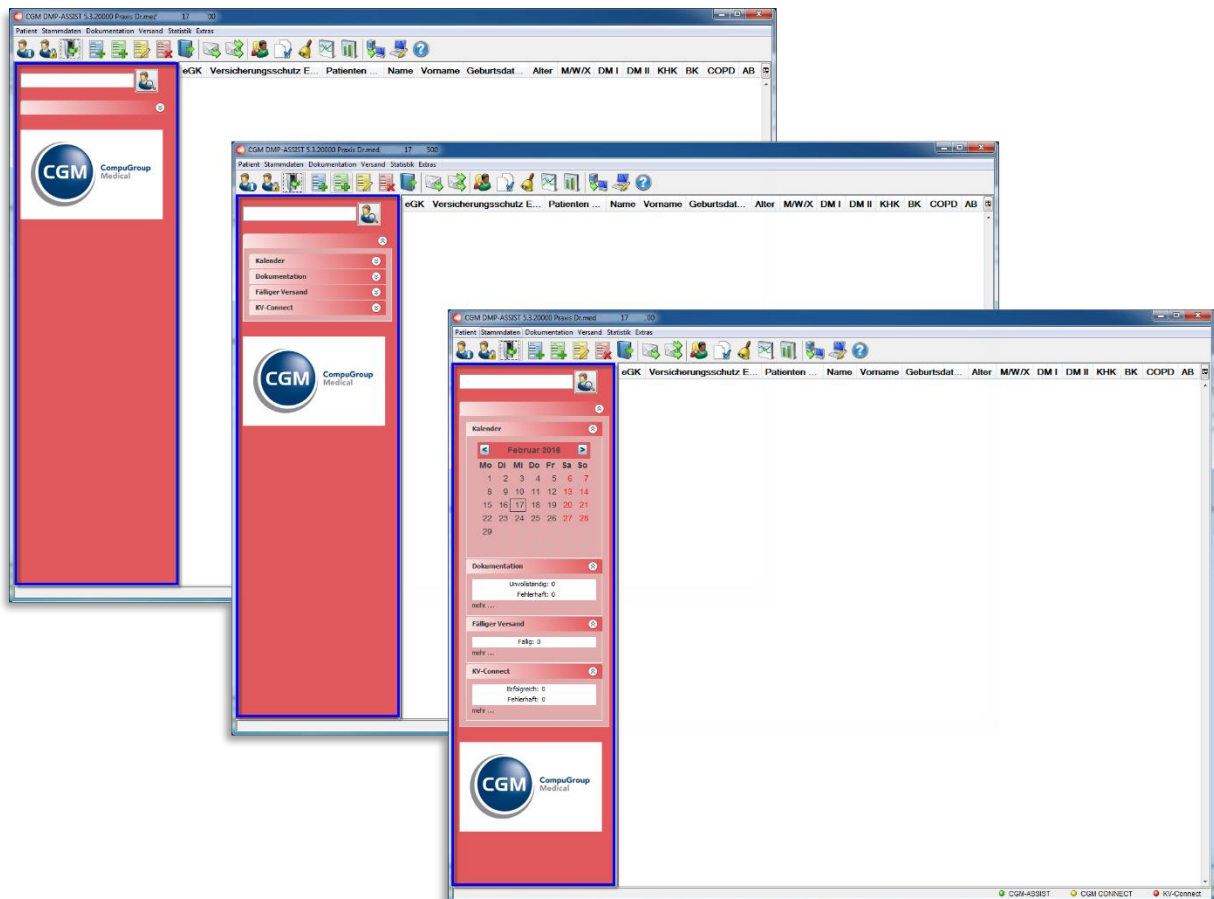 CGM DMP-ASSIST 5.3.20000 Praxis Dr.med 17 00
Patient Stammdaten Dokumentation Versand Statistik Extras
eGK Versicherungsschutz E... Patienten ... Name Vorname Geburtsdat... Alter M/W/X DM I DM II KHK BK COPD AB
CGM CompuGroup
Medical
CGM DMP-ASSIST 5.3.20000 Praxis Dr.med 17 500
Patient Stammdaten Dokumentation Versand Statistik Extras
eGK Versicherungsschutz E... Patienten ... Name Vorname Geburtsdat... Alter M/W/X DM I DM II KHK BK COPD AB
Kalender
Dokumentation
Fälliger Versand
KV-Connect
CGM CompuGroup
Medical
CGM DMP-ASSIST 5.3.20000 Praxis Dr.med 17 00
Patient Stammdaten Dokumentation Versand Statistik Extras
eGK Versicherungsschutz E... Patienten ... Name Vorname Geburtsdat... Alter M/W/X DM I DM II KHK BK COPD AB
Kalender
< Februar 2016 >
Mo Di Mi Do Fr Sa So
1 2 3 4 5 6 7
8 9 10 11 12 13 14
15 16 17 18 19 20 21
22 23 24 25 26 27 28
29
Dokumentation
Unvollständig: 0
Fehlerhaft: 0
mehr ...
Fälliger Versand
Fällig: 0
mehr ...
KV-Connect
Erfolgreich: 0
Fehlerhaft: 0
mehr ...
CGM CompuGroup
Medical
CGM-ASSIST CGM CONNECT KV-Connect